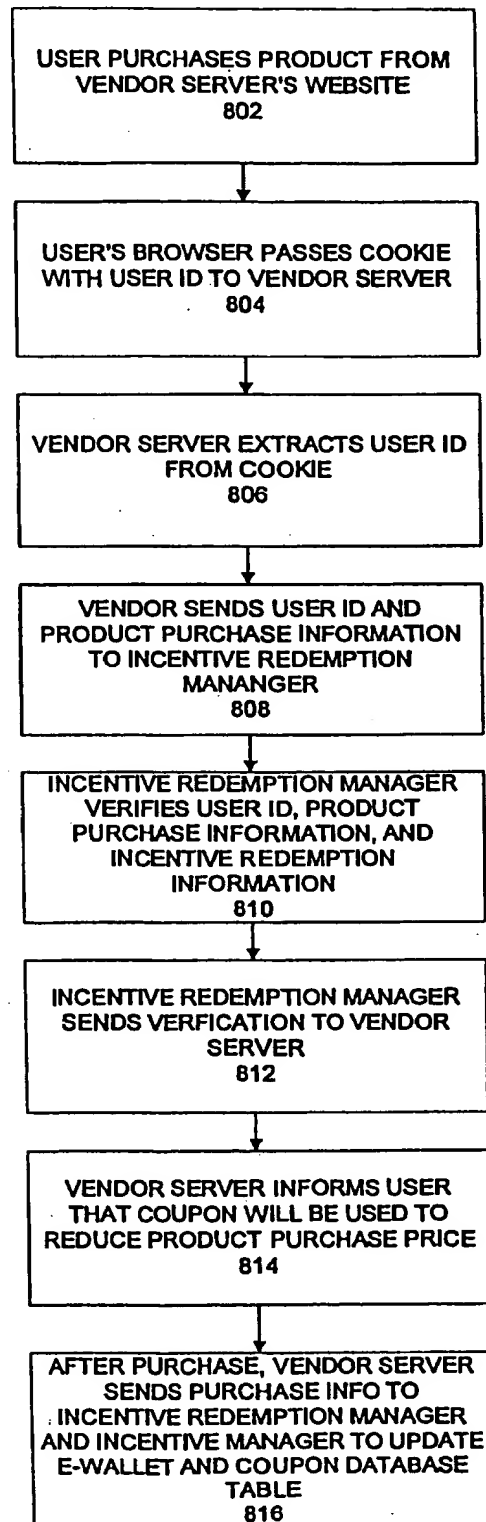 USER PURCHASES PRODUCT FROM
VENDOR SERVER'S WEBSITE
802
USER'S BROWSER PASSES COOKIE
WITH USER ID TO VENDOR SERVER
804
VENDOR SERVER EXTRACTS USER ID
FROM COOKIE
806
VENDOR SENDS USER ID AND
PRODUCT PURCHASE INFORMATION
TO INCENTIVE REDEMPTION
MANANGER
808
INCENTIVE REDEMPTION MANAGER
VERIFIES USER ID, PRODUCT
PURCHASE INFORMATION, AND
INCENTIVE REDEMPTION
INFORMATION
810
INCENTIVE REDEMPTION MANAGER
SENDS VERFICATION TO VENDOR
SERVER
812
VENDOR SERVER INFORMS USER
THAT COUPON WILL BE USED TO
REDUCE PRODUCT PURCHASE PRICE
814
AFTER PURCHASE, VENDOR SERVER
SENDS PURCHASE INFO TO
INCENTIVE REDEMPTION MANAGER
AND INCENTIVE MANAGER TO UPDATE
E-WALLET AND COUPON DATABASE
TABLE
816